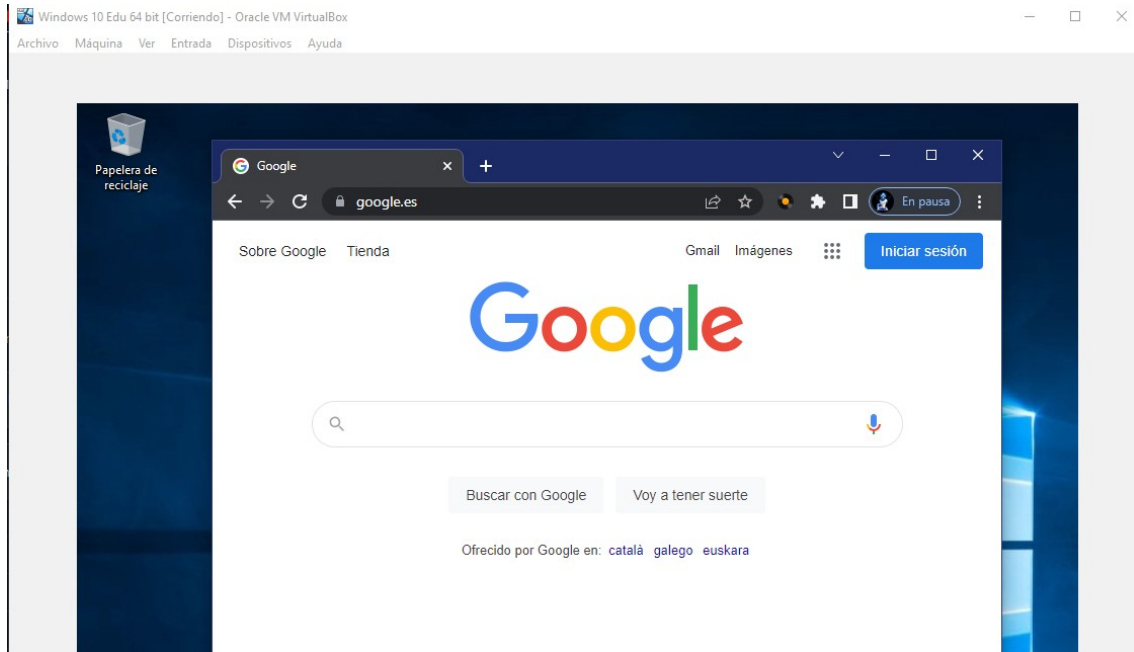 Windows 10 Edu 64 bit [Corriendo] - Oracle VM VirtualBox
Archivo Máquina Ver Entrada Dispositivos Ayuda
Papelera de
reciclaje
Google
google.es
En pausa
Sobre Google Tienda Gmail Imágenes Iniciar sesión
Google
Buscar con Google Voy a tener suerte
Ofrecido por Google en: català galego euskara